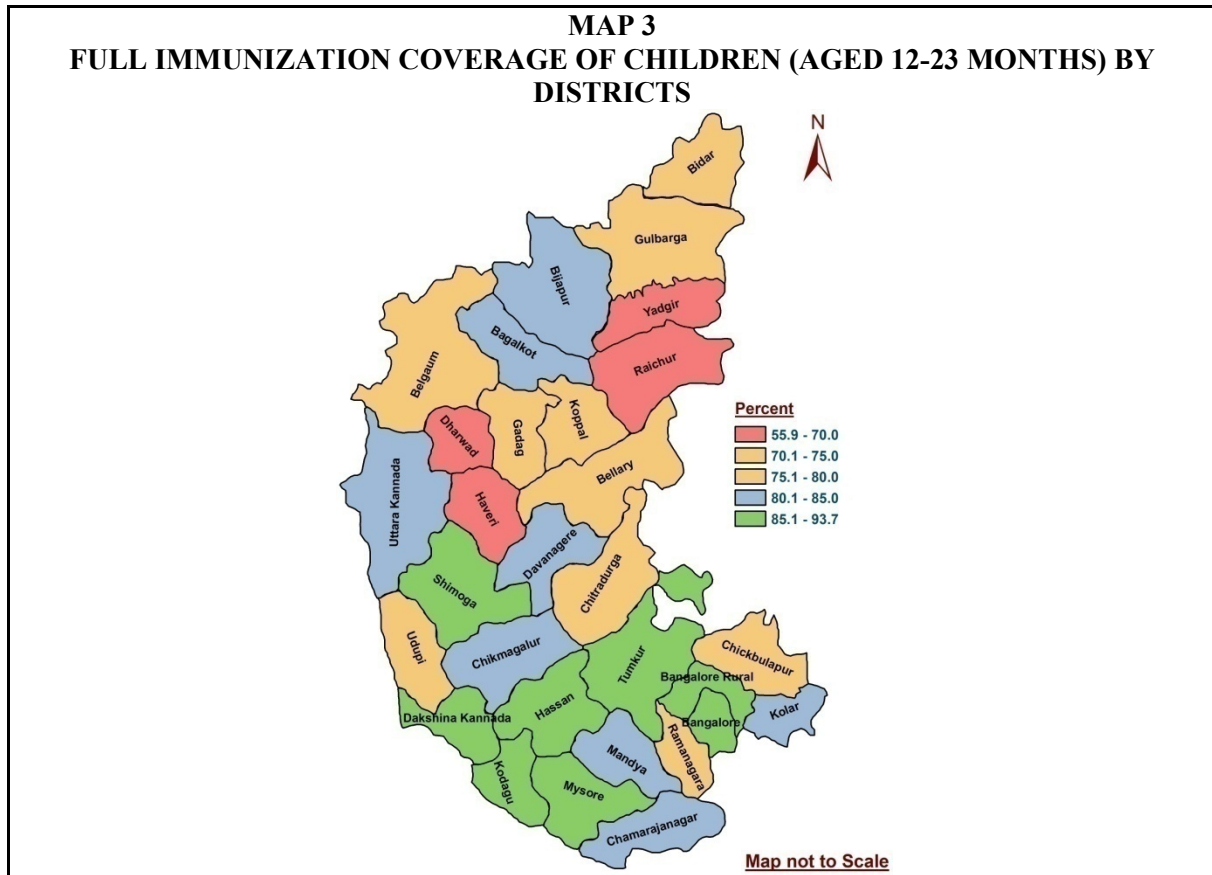 MAP 3
FULL IMMUNIZATION COVERAGE OF CHILDREN (AGED 12-23 MONTHS) BY
DISTRICTS
N
Bidar
Gulbarga
Bijapur
Yadgir
Bagalkot
Raichur
Belgaum
Koppal
Gadag
Dharwad
Bellary
Haveri
Uttara Kannada
Davanagere
Chitradurga
Shimoga
Udupi
Chikmagalur
Tumkur
Chickbulapur
Bangalore Rural
Hassan
Kolar
Dakshina Kannada
Bangalore
Ramanagara
Mandya
Kodagu
Mysore
Chamarajanagar
Percent
55.9 - 70.0
70.1 - 75.0
75.1 - 80.0
80.1 - 85.0
85.1 - 93.7
Map not to Scale